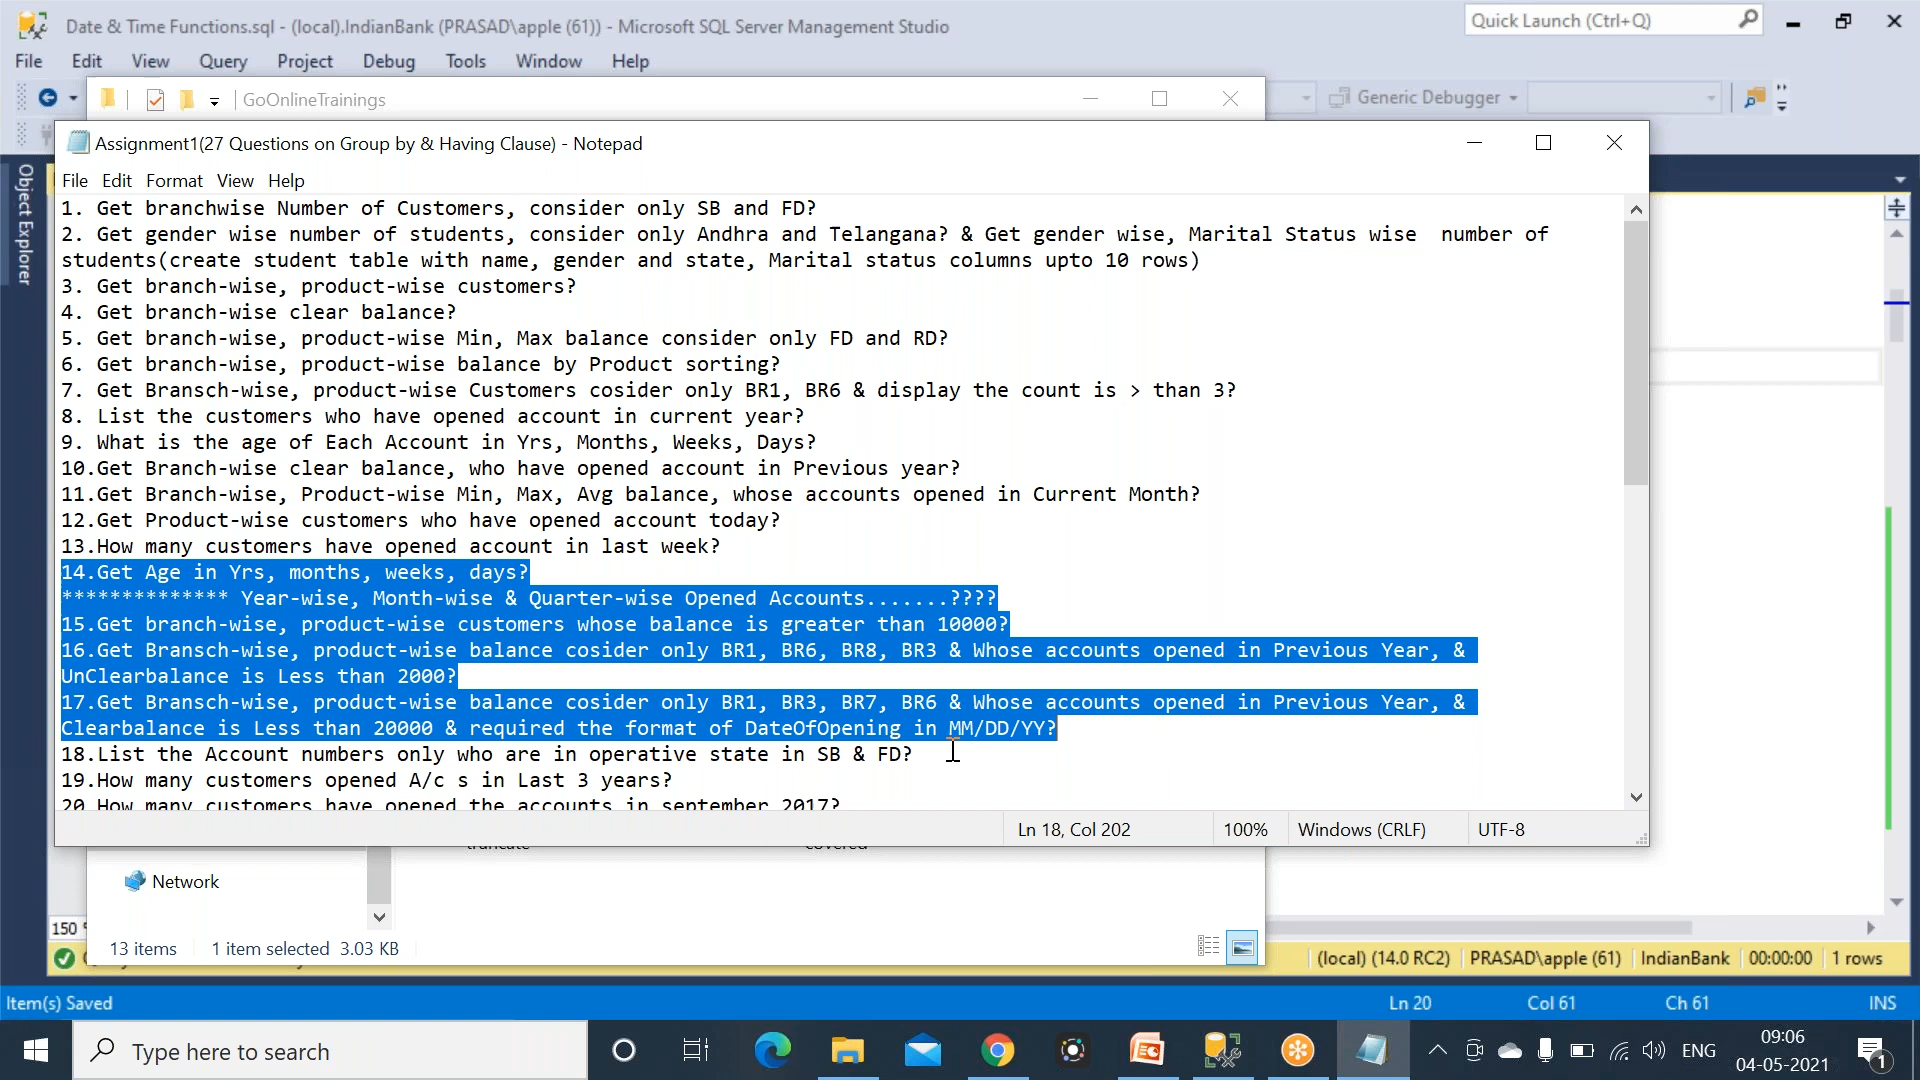 Date & Time Functions.sql - (local).IndianBank (PRASAD\apple (61)) - Microsoft SQL Server Management Studio
Quick Launch (Ctrl+Q)
File Edit View Query Project Debug Tools Window Help
GoOnlineTrainings
Generic Debugger
Object Explorer
Assignment1(27 Questions on Group by & Having Clause) - Notepad
File Edit Format View Help
1. Get branchwise Number of Customers, consider only SB and FD?
2. Get gender wise number of students, consider only Andhra and Telangana? & Get gender wise, Marital Status wise  number of
students(create student table with name, gender and state, Marital status columns upto 10 rows)
3. Get branch-wise, product-wise customers?
4. Get branch-wise clear balance?
5. Get branch-wise, product-wise Min, Max balance consider only FD and RD?
6. Get branch-wise, product-wise balance by Product sorting?
7. Get Bransch-wise, product-wise Customers cosider only BR1, BR6 & display the count is > than 3?
8. List the customers who have opened account in current year?
9. What is the age of Each Account in Yrs, Months, Weeks, Days?
10.Get Branch-wise clear balance, who have opened account in Previous year?
11.Get Branch-wise, Product-wise Min, Max, Avg balance, whose accounts opened in Current Month?
12.Get Product-wise customers who have opened account today?
13.How many customers have opened account in last week?
14.Get Age in Yrs, months, weeks, days?
************** Year-wise, Month-wise & Quarter-wise Opened Accounts.......????
15.Get branch-wise, product-wise customers whose balance is greater than 10000?
16.Get Bransch-wise, product-wise balance cosider only BR1, BR6, BR8, BR3 & Whose accounts opened in Previous Year, &
UnClearbalance is Less than 2000?
17.Get Bransch-wise, product-wise balance cosider only BR1, BR3, BR7, BR6 & Whose accounts opened in Previous Year, &
Clearbalance is Less than 20000 & required the format of DateOfOpening in MM/DD/YY?
18.List the Account numbers only who are in operative state in SB & FD?
19.How many customers opened A/c s in Last 3 years?
20.How many customers have opened the accounts in september 2017?
Ln 18, Col 202 100% Windows (CRLF) UTF-8
truncate covered
Network
150 %
13 items 1 item selected 3.03 KB
(local) (14.0 RC2) PRASAD\apple (61) IndianBank 00:00:00 1 rows
Item(s) Saved Ln 20 Col 61 Ch 61 INS
Type here to search
ENG
09:06
04-05-2021
1